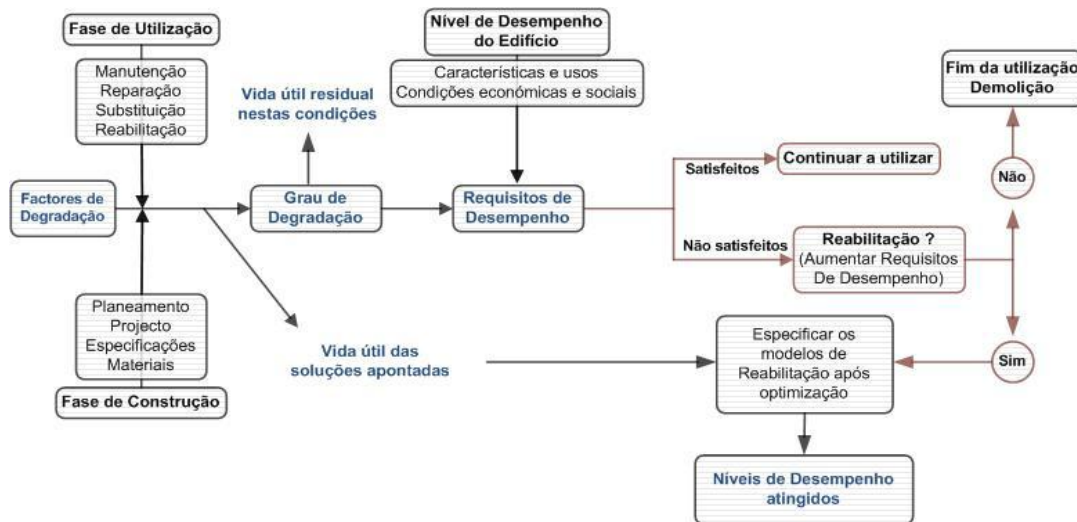 Fase de Utilização
Manutenção
Reparação
Substituição
Reabilitação
Factores de
Degradação
Planeamento
Projecto
Especificações
Materiais
Fase de Construção
Vida útil residual
nestas condições
Grau de
Degradação
Vida útil das
soluções apontadas
Nível de Desempenho
do Edifício
Características e usos
Condições económicas e sociais
Requisitos de
Desempenho
Satisfeitos
Continuar a utilizar
Não satisfeitos
Reabilitação ?
(Aumentar Requisitos
De Desempenho)
Fim da utilização
Demolição
Não
Sim
Especificar os
modelos de
Reabilitação após
optimização
Níveis de Desempenho
atingidos